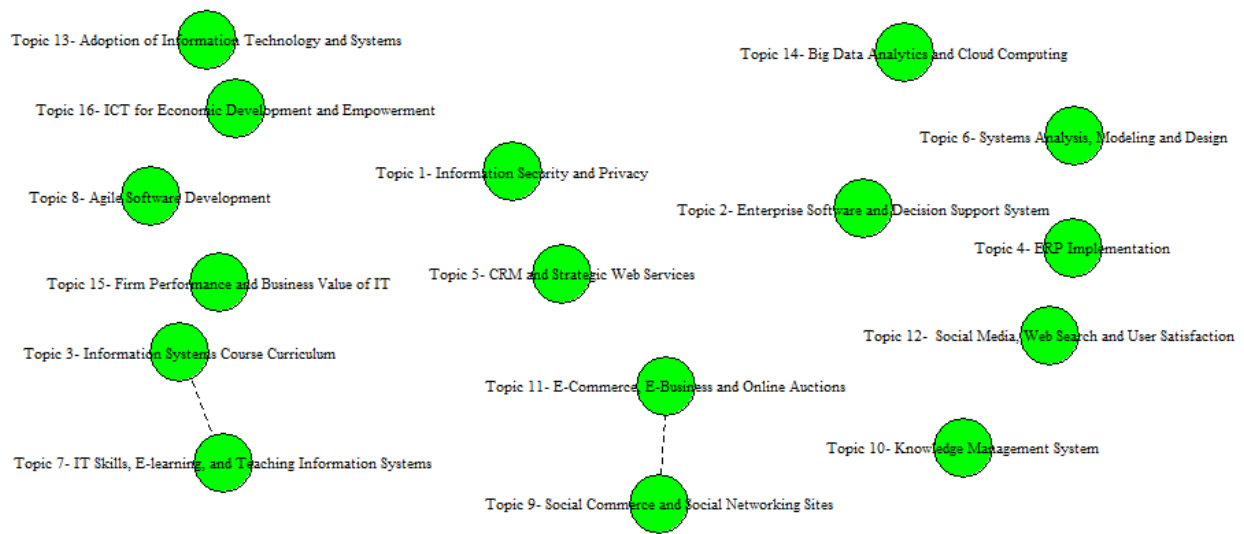 Topic 13- Adoption of Information Technology and Systems
Topic 14- Big Data Analytics and Cloud Computing
Topic 16- ICT for Economic Development and Empowerment
Topic 6- Systems Analysis, Modeling and Design
Topic 1- Information Security and Privacy
Topic 8- Agile Software Development
Topic 2- Enterprise Software and Decision Support System
Topic 4- ERP Implementation
Topic 5- CRM and Strategic Web Services
Topic 15- Firm Performance and Business Value of IT
Topic 12- Social Media, Web Search and User Satisfaction
Topic 3- Information Systems Course Curriculum
Topic 11- E-Commerce, E-Business and Online Auctions
Topic 10- Knowledge Management System
Topic 7- IT Skills, E-learning, and Teaching Information Systems
Topic 9- Social Commerce and Social Networking Sites